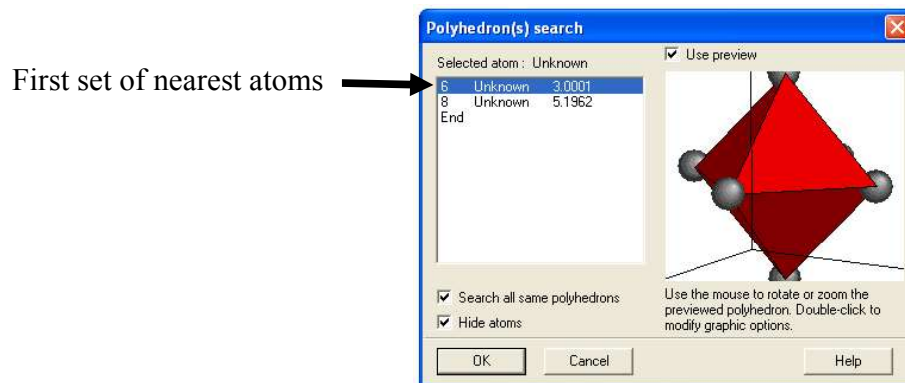 Polyhedron(s) search
Selected atom : Unknown
Use preview
First set of nearest atoms
6 Unknown 3.0001
8 Unknown 5.1962
End
Search all same polyhedrons
Hide atoms
Use the mouse to rotate or zoom the
previewed polyhedron. Double-click to
modify graphic options.
OK
Cancel
Help